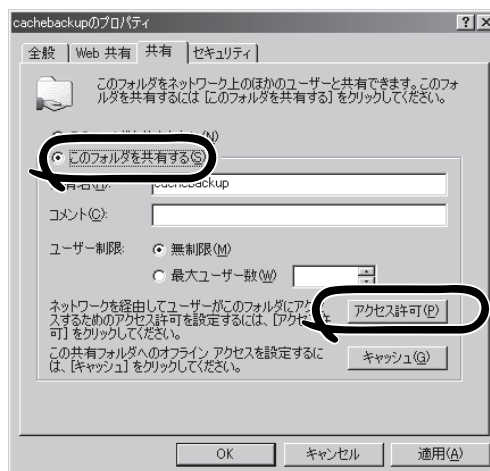 cachebackupのプロパティ
全般 Web 共有 共有 セキュリティ
このフォルダをネットワーク上のほかのユーザーと共有できます。このフォ
ルダを共有するには [このフォルダを共有する] をクリックしてください。
(N)
このフォルダを共有する(S)
cachebackup
コメント(C):
ユーザー制限: 無制限(M)
最大ユーザー数(W)
ネットワークを経由してユーザーがこのフォルダにアクセ
スするためのアクセス許可を設定するには、[アクセス許
可] をクリックしてください。
アクセス許可(P)
この共有フォルダへのオフライン アクセスを設定するに
は、[キャッシュ] をクリックしてください。
キャッシュ(G)
OK キャンセル 適用(A)